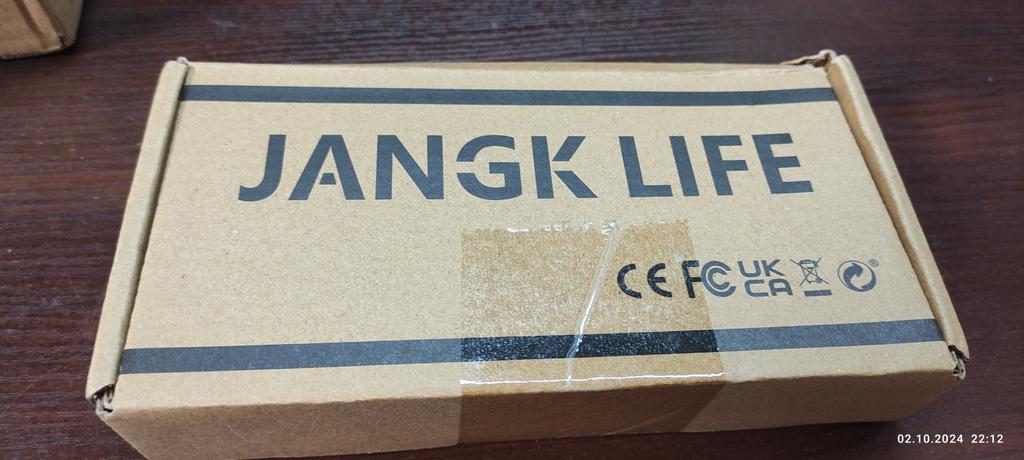 JANGK LIFE
CE FC UK CA ®
02.10.2024 22:12